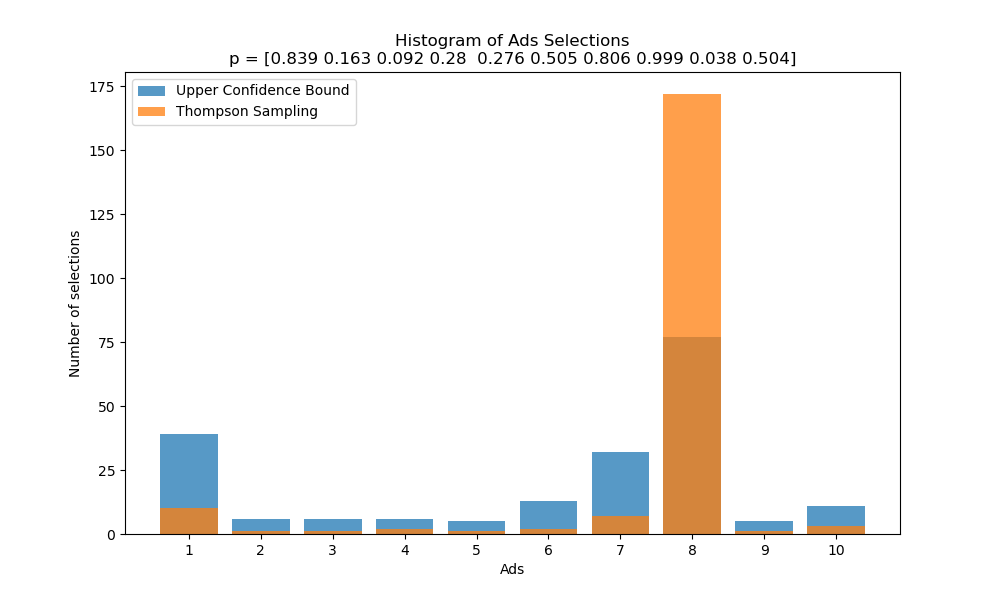 Histogram of Ads Selections
p = [0.839 0.163 0.092 0.28  0.276 0.505 0.806 0.999 0.038 0.504]
Upper Confidence Bound
Thompson Sampling
Number of selections
175
150
125
100
75
50
25
0
1 2 3 4 5 6 7 8 9 10
Ads